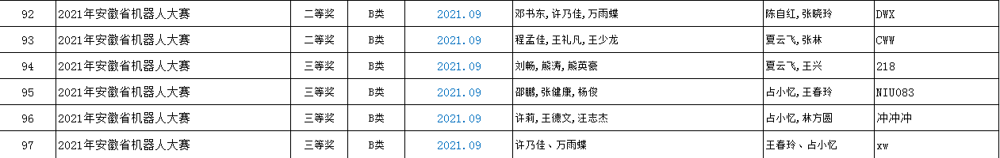 92 2021年安徽省机器人大赛 二等奖 B类 2021.09 邓书东,许乃佳,万雨蝶 陈自红,张晓玲 DWX
93 2021年安徽省机器人大赛 二等奖 B类 2021.09 程孟佳,王礼凡,王少龙 夏云飞,张林 CWW
94 2021年安徽省机器人大赛 三等奖 B类 2021.09 刘畅,熊涛,熊英豪 夏云飞,王兴 218
95 2021年安徽省机器人大赛 三等奖 B类 2021.09 邵鹏,张健康,杨俊 占小忆,王春玲 NIU083
96 2021年安徽省机器人大赛 三等奖 B类 2021.09 许莉,王德文,汪志杰 占小忆,林方圆 冲冲冲
97 2021年安徽省机器人大赛 三等奖 B类 2021.09 许乃佳、万雨蝶 王春玲、占小忆 xw